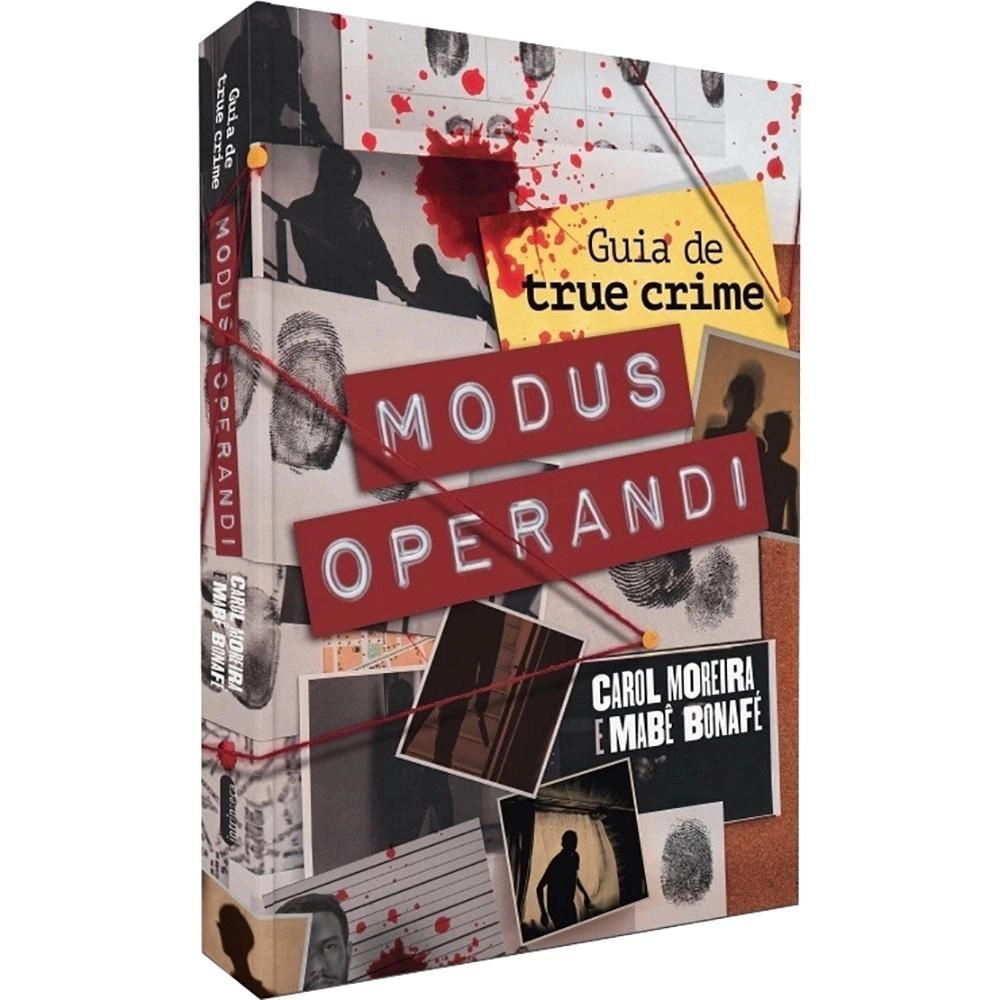 Guia de
true crime
MODUS
OPERANDI
CAROL MOREIRA
E MABÊ BONAFÉ
Guia de
true crime
MODUS OPERANDI
CAROL MOREIRA
E MABÊ BONAFÉ
intrínseca